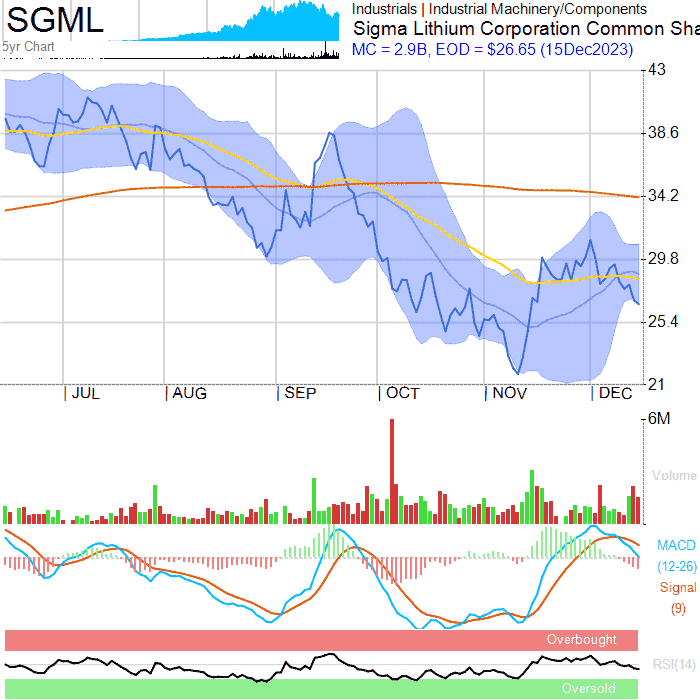 SGML
5yr Chart
Industrials | Industrial Machinery/Components
Sigma Lithium Corporation Common Sha
MC = 2.9B, EOD = $26.65 (15Dec2023)
43
38.6
34.2
29.8
25.4
21
JUL AUG SEP OCT NOV DEC
6M
Volume
MACD
(12-26)
Signal
(9)
Overbought
RSI(14)
Oversold